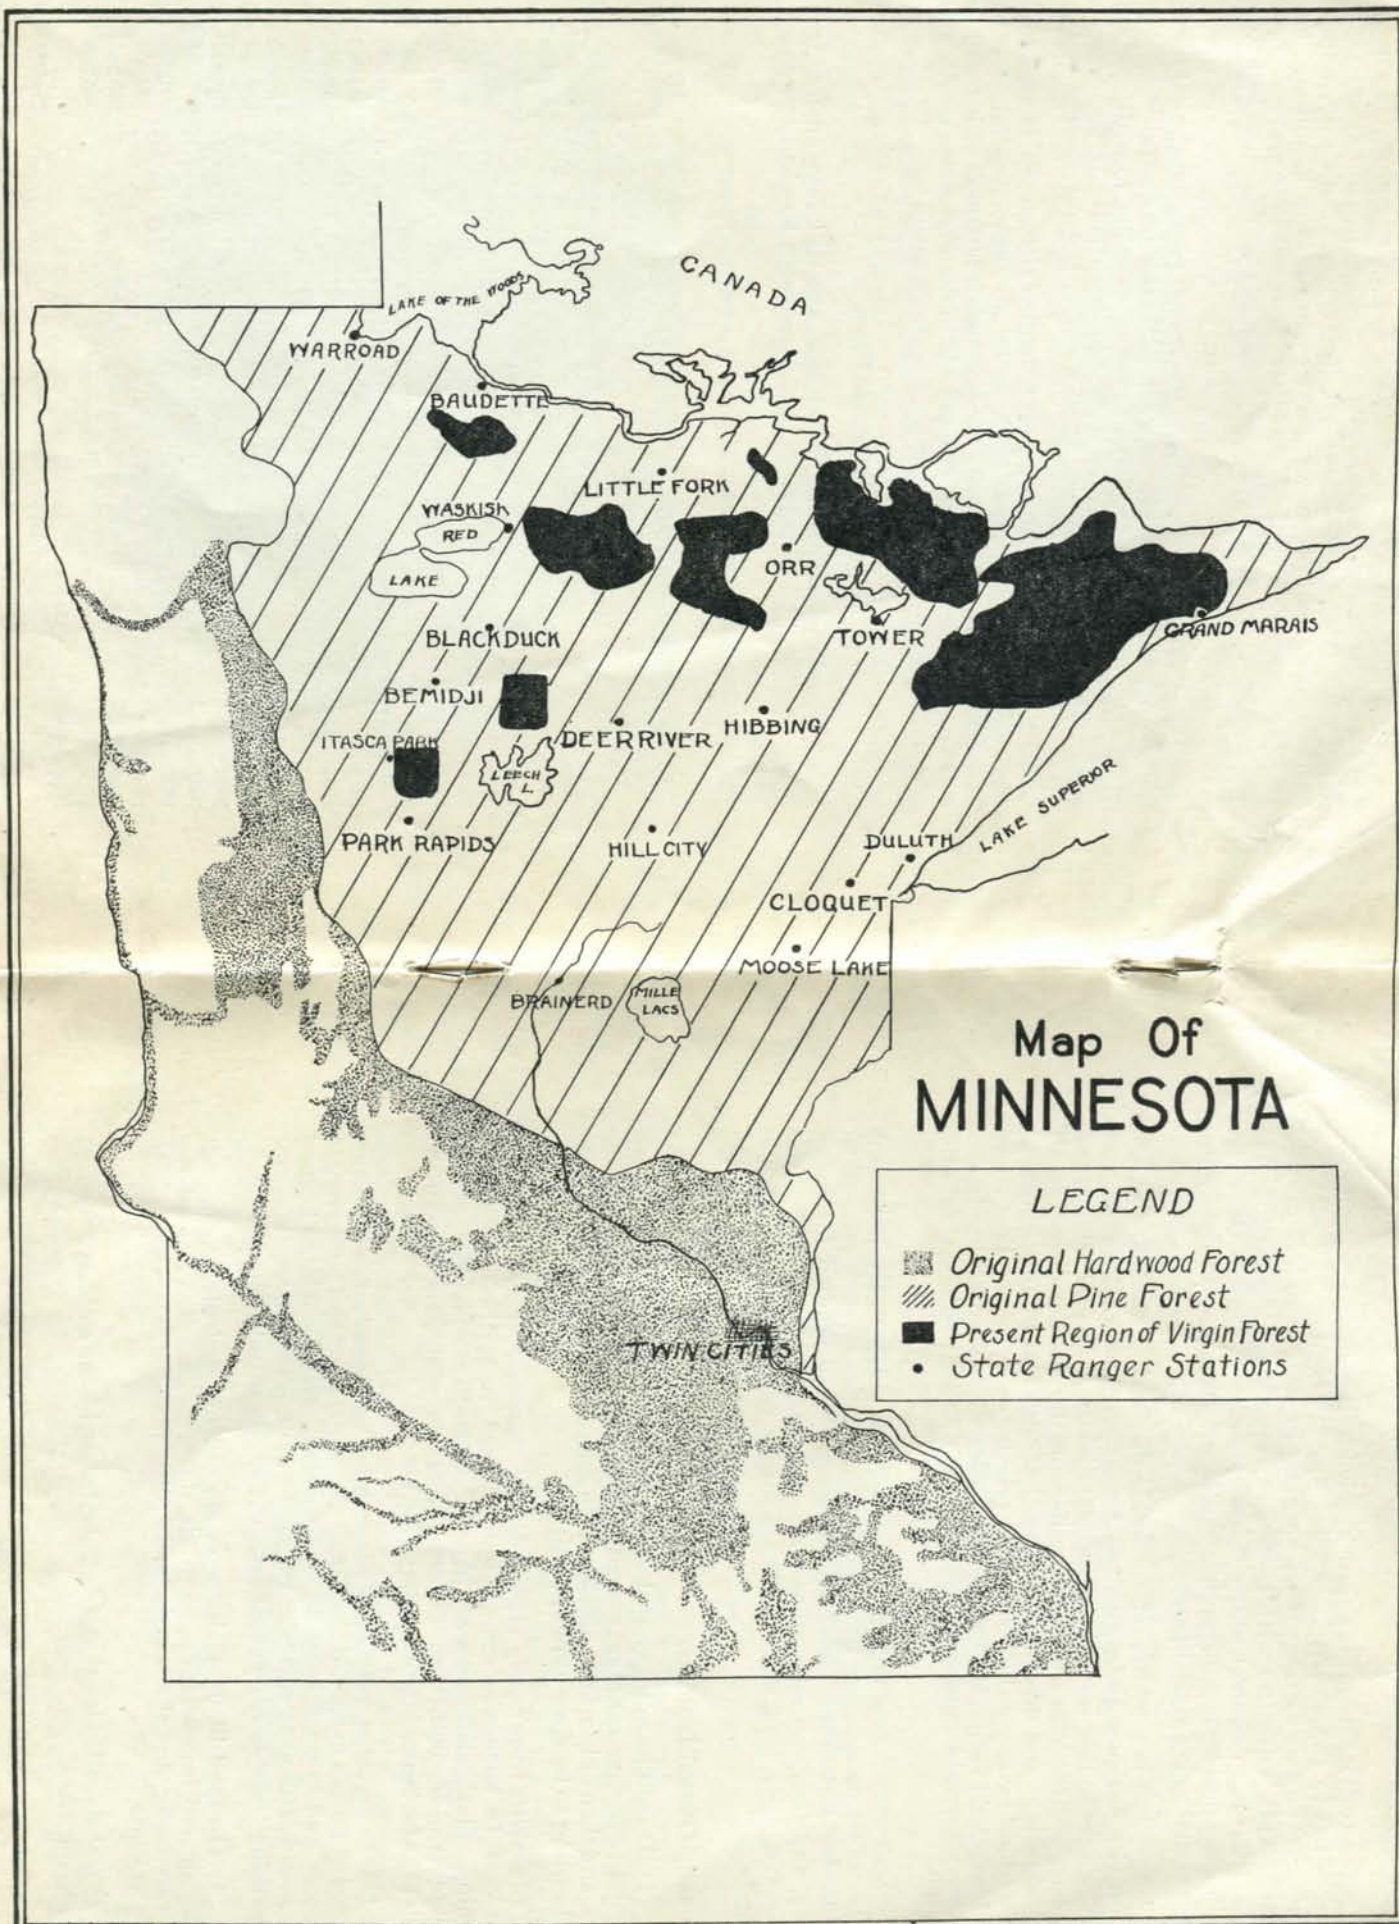 CANADA
LAKE OF THE WOODS
WARROAD
BAUDETTE
LITTLE FORK
WASKISH
RED
LAKE
ORR
BLACKDUCK
TOWER
GRAND MARAIS
BEMIDJI
DEER RIVER
HIBBING
ITASCA PARK
LEECH
L.
LAKE SUPERIOR
PARK RAPIDS
HILL CITY
DULUTH
CLOQUET
MOOSE LAKE
BRAINERD
MILLE
LACS
Map Of
MINNESOTA
LEGEND
Original Hardwood Forest
Original Pine Forest
Present Region of Virgin Forest
State Ranger Stations
TWIN CITIES